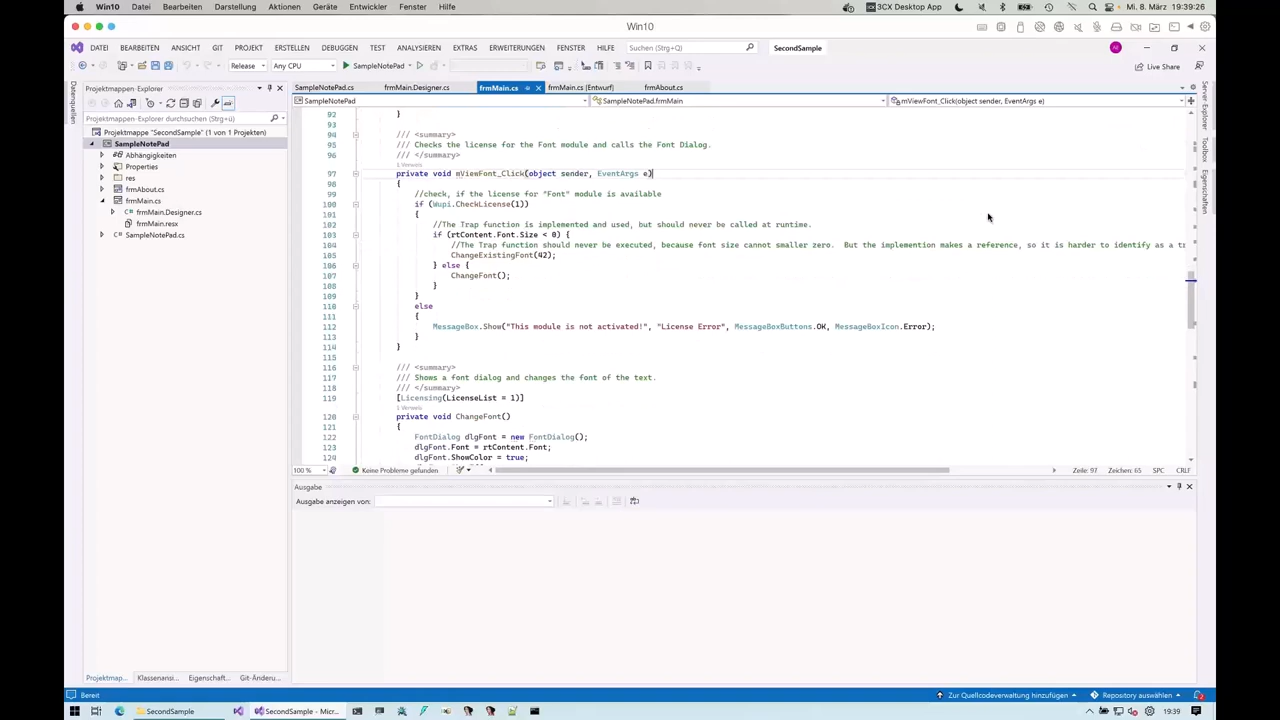 Win10 Datei Bearbeiten Darstellung Aktionen Geräte Entwickler Fenster Hilfe 3CX Desktop App Mi. 8. März 19:39:26
Win10
DATEI BEARBEITEN ANSICHT GIT PROJEKT ERSTELLEN DEBUGGEN TEST ANALYSIEREN EXTRAS ERWEITERUNGEN FENSTER HILFE Suchen (Strg+Q) SecondSample
Release Any CPU SampleNotePad Live Share
Projektmappen-Explorer
Projektmappen-Explorer durchsuchen (Strg+ü)
Projektmappe "SecondSample" (1 von 1 Projekten)
SampleNotePad
Abhängigkeiten
Properties
res
frmAbout.cs
frmMain.cs
frmMain.Designer.cs
frmMain.resx
SampleNotePad.cs
Datenquellen
SampleNotePad.cs frmMain.Designer.cs frmMain.cs frmMain.cs [Entwurf] frmAbout.cs
SampleNotePad SampleNotePad.frmMain mViewFont_Click(object sender, EventArgs e)
92 }
93
94 /// <summary>
95 /// Checks the license for the Font module and calls the Font Dialog.
96 /// </summary>
1 Verweis
97 private void mViewFont_Click(object sender, EventArgs e)
98 {
99 //check, if the license for "Font" module is available
100 if (Wupi.CheckLicense(1))
101 {
102 //The Trap function is implemented and used, but should never be called at runtime.
103 if (rtContent.Font.Size < 0)
104 //The Trap function should never be executed, because font size cannot smaller zero. But the implemention makes a reference, so it is harder to identify as a tr
105 ChangeExistingFont(42);
106 } else {
107 ChangeFont();
108 }
109 }
110 else
111 {
112 MessageBox.Show("This module is not activated!", "License Error", MessageBoxButtons.OK, MessageBoxIcon.Error);
113 }
114 }
115
116 /// <summary>
117 /// Shows a font dialog and changes the font of the text.
118 /// </summary>
119 [Licensing(LicenseList = 1)]
1 Verweis
120 private void ChangeFont()
121 {
122 FontDialog dlgFont = new FontDialog();
123 dlgFont.Font = rtContent.Font;
124 dlgFont.ShowColor = true;
100 % Keine Probleme gefunden Zeile: 97 Zeichen: 65 SPC CRLF
Ausgabe
Ausgabe anzeigen von:
Server-Explorer
Toolbox
Eigenschaften
Projektmap... Klassenansi... Eigenschaft... Git-Änderu...
Bereit Zur Quellcodeverwaltung hinzufügen Repository auswählen
SecondSample SecondSample - Micr... 19:39